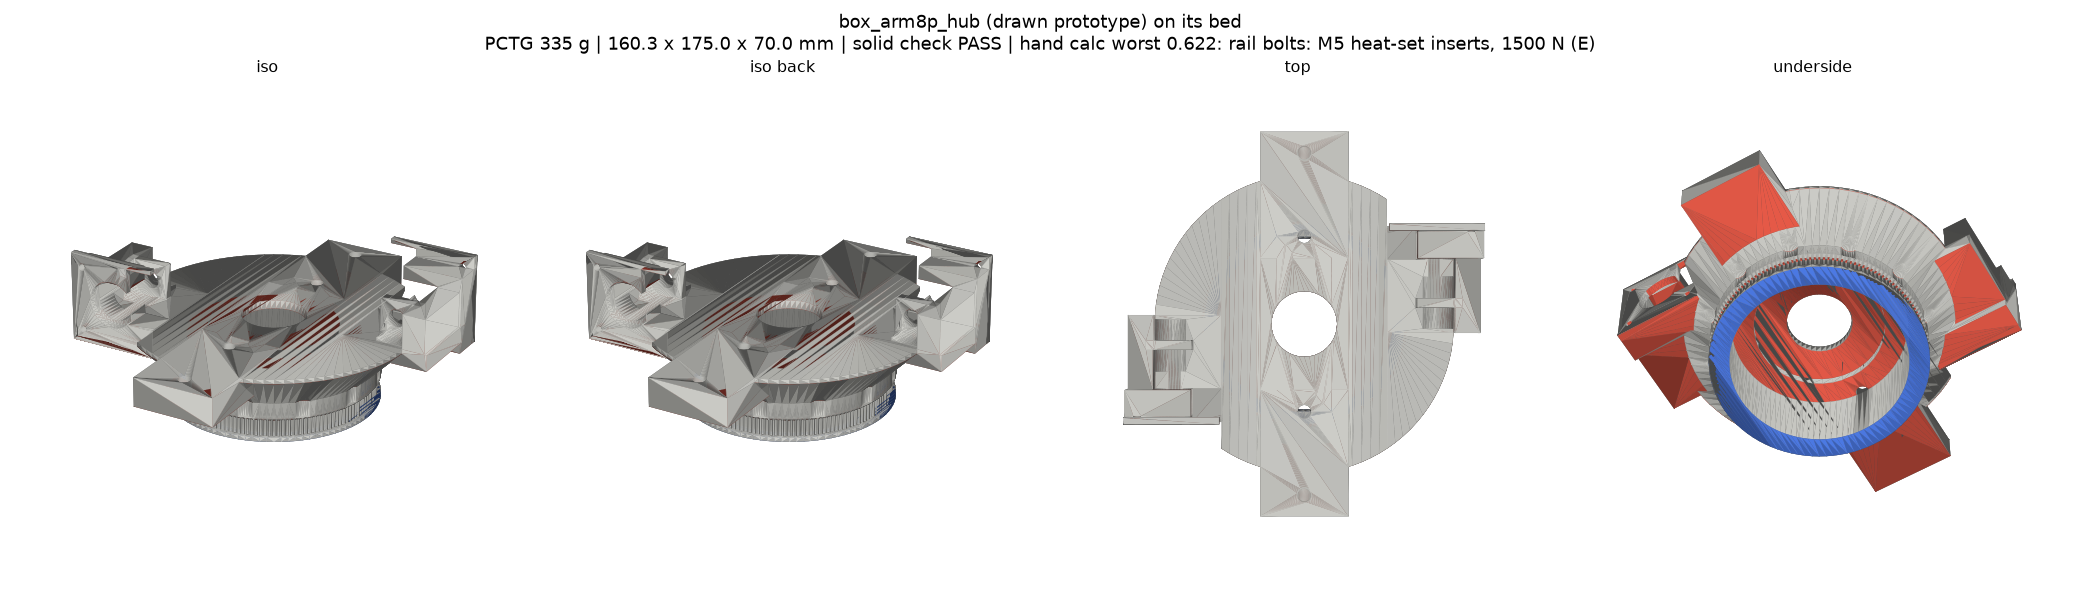 box_arm8p_hub (drawn prototype) on its bed
PCTG 335 g | 160.3 x 175.0 x 70.0 mm | solid check PASS | hand calc worst 0.622: rail bolts: M5 heat-set inserts, 1500 N (E)
iso
iso back
top
underside